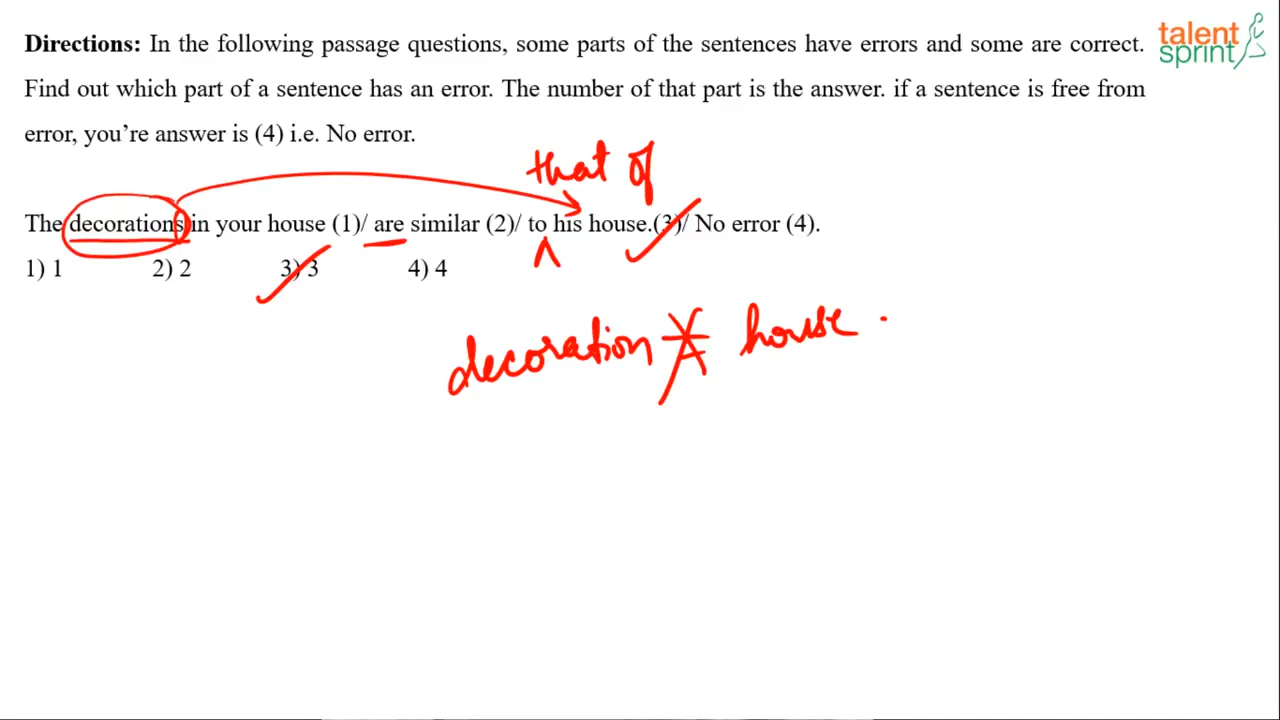 talent
sprint
Directions: In the following passage questions, some parts of the sentences have errors and some are correct.
Find out which part of a sentence has an error. The number of that part is the answer. if a sentence is free from
error, you're answer is (4) i.e. No error.
that of
The decorations in your house (1)/ are similar (2)/ to his house.(3)/ No error (4).
1) 1 2) 2 3) 3 4) 4
decoration house .